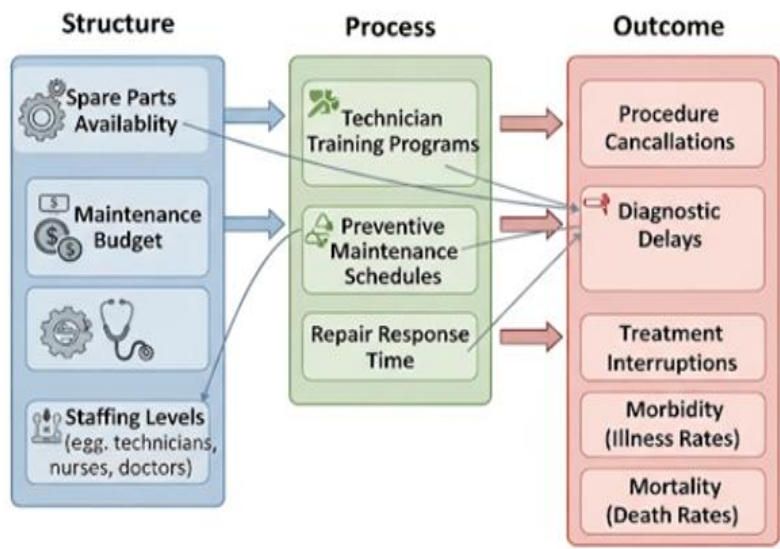 Structure
Process
Outcome
Spare Parts
Availablity
Maintenance
Budget
Staffing Levels
(egg. technicians,
nurses, doctors)
Technician
Training Programs
Preventive
Maintenance
Schedules
Repair Response
Time
Procedure
Cancallations
Diagnostic
Delays
Treatment
Interruptions
Morbidity
(Illness Rates)
Mortality
(Death Rates)